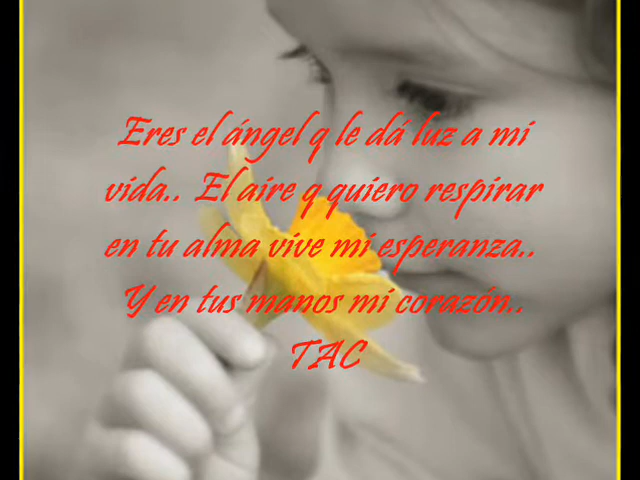 Eres el ángel q le dá luz a mi
vida.. El aire q quiero respirar
en tu alma vive mi esperanza..
Y en tus manos mi corazón..
TAC